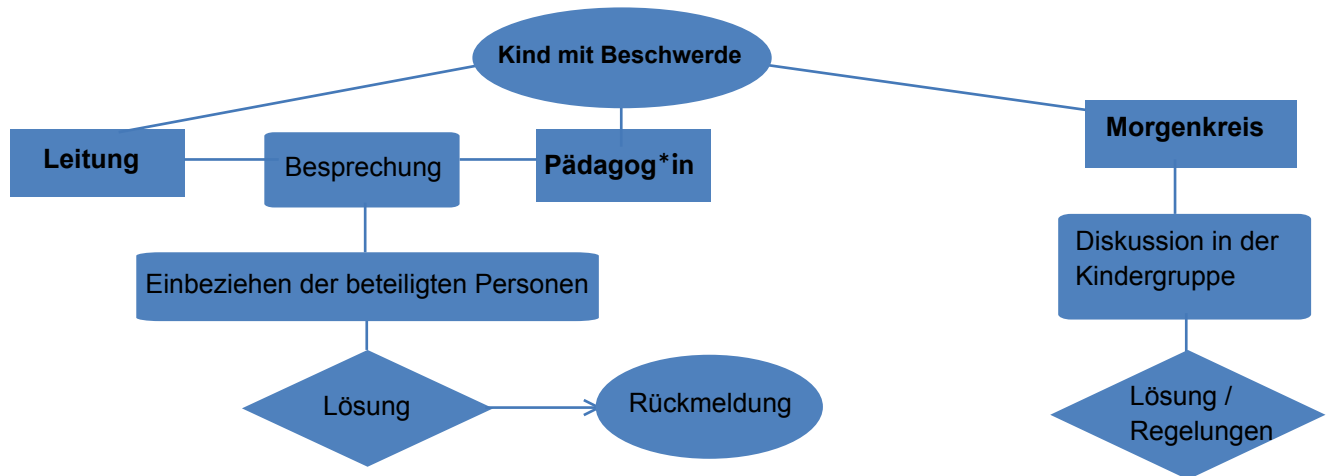 Kind mit Beschwerde
Leitung
Besprechung
Pädagog*in
Morgenkreis
Einbeziehen der beteiligten Personen
Diskussion in der
Kindergruppe
Lösung
Rückmeldung
Lösung /
Regelungen